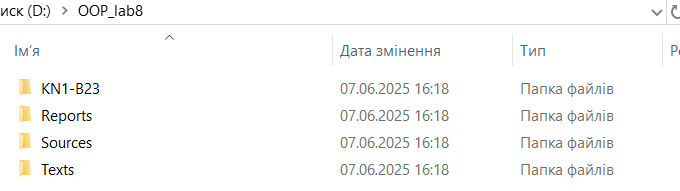 иск (D:) > OOP_lab8
Ім’я Дата змінення Тип Р
KN1-B23 07.06.2025 16:18 Папка файлів
Reports 07.06.2025 16:18 Папка файлів
Sources 07.06.2025 16:18 Папка файлів
Texts 07.06.2025 16:18 Папка файлів